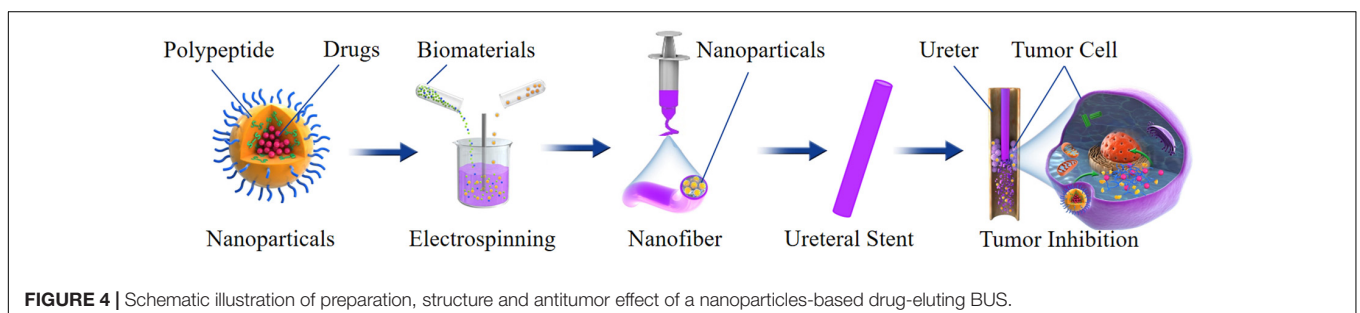 Polypeptide Drugs Biomaterials Nanoparticals Ureter Tumor Cell
Nanoparticals Electrospinning Nanofiber Ureteral Stent Tumor Inhibition
FIGURE 4 | Schematic illustration of preparation, structure and antitumor effect of a nanoparticles-based drug-eluting BUS.